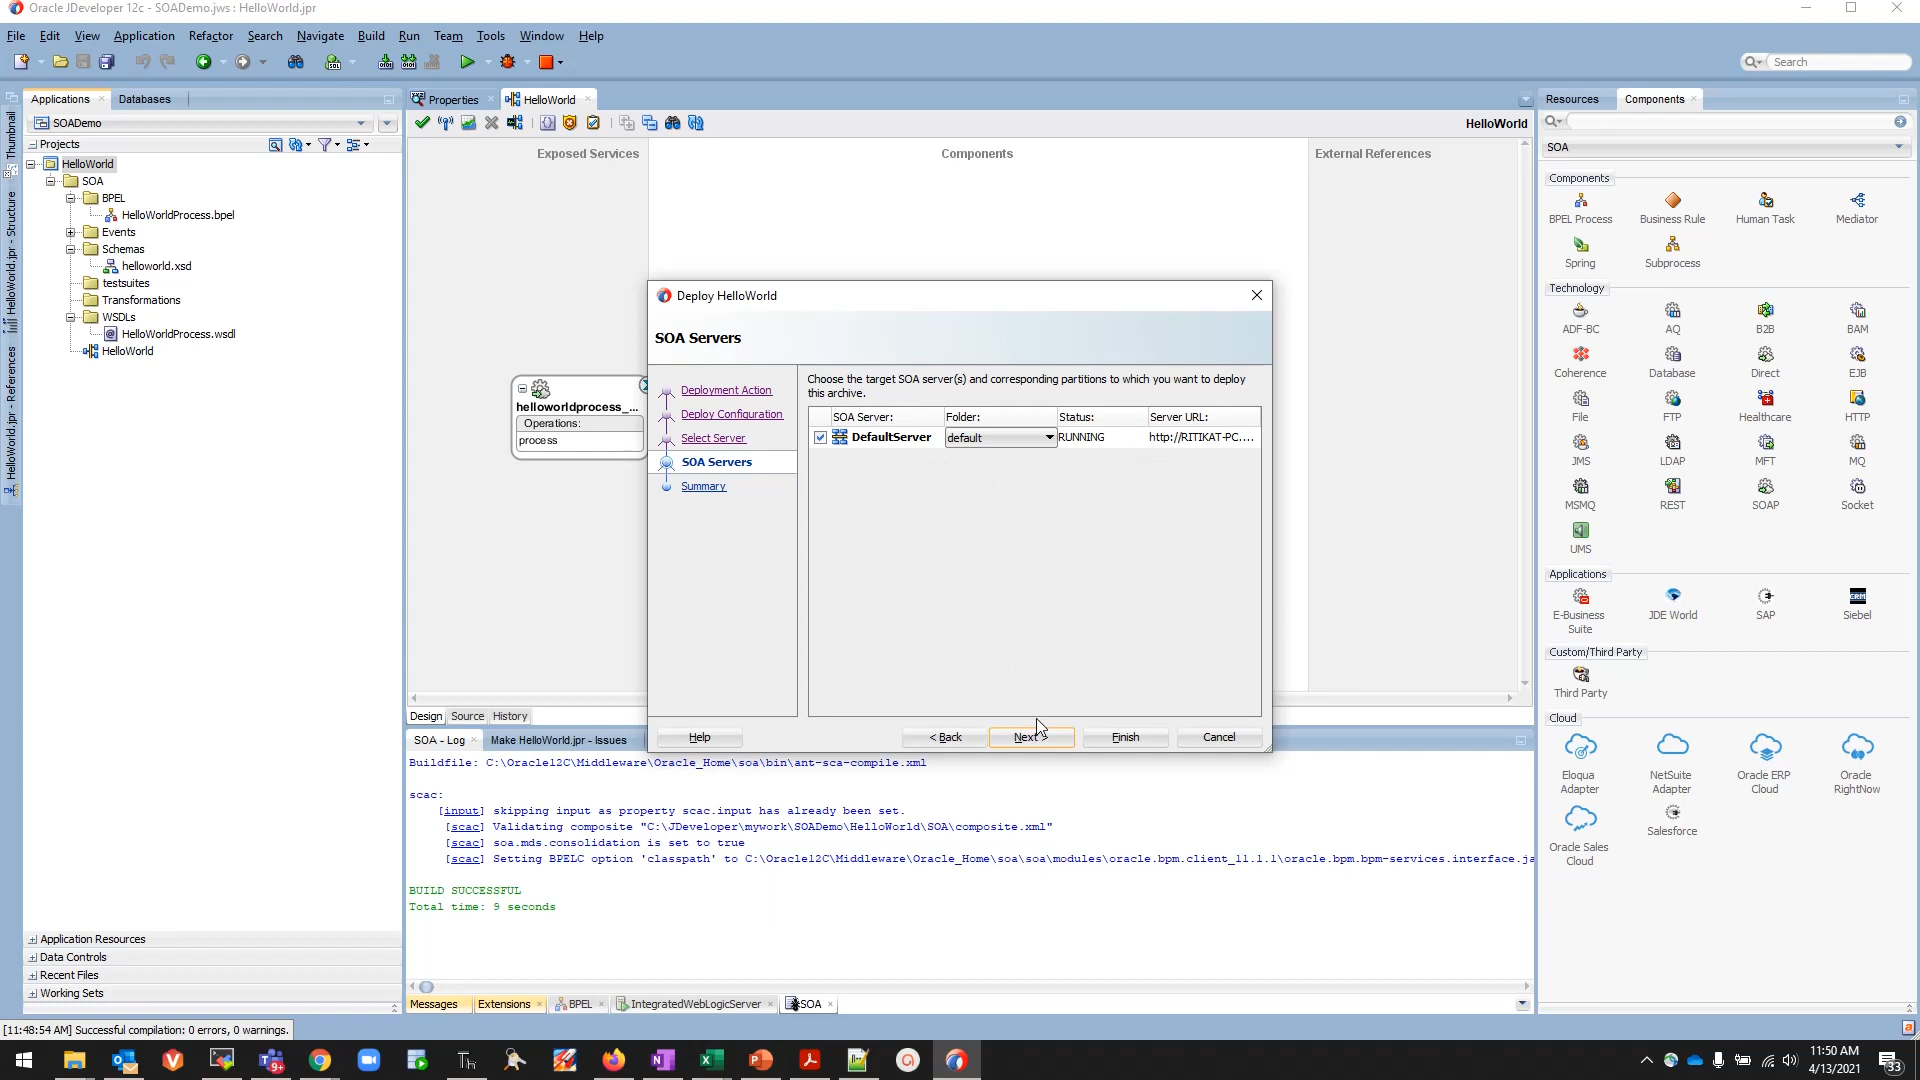 Oracle JDeveloper 12c - SOADemo.jws : HelloWorld.jpr
File Edit View Application Refactor Search Navigate Build Run Team Tools Window Help
Search
Applications
Databases
Properties
HelloWorld
Resources
Components
SOADemo
HelloWorld
Projects
SOA
Thumbnail
HelloWorld.jpr - Structure
HelloWorld.jpr - References
HelloWorld
SOA
BPEL
HelloWorldProcess.bpel
Events
Schemas
helloworld.xsd
testsuites
Transformations
WSDLs
HelloWorldProcess.wsdl
HelloWorld
Application Resources
Data Controls
Recent Files
Working Sets
Exposed Services
Components
External References
helloworldprocess_...
Operations:
process
Deploy HelloWorld
SOA Servers
Deployment Action
Deploy Configuration
Select Server
SOA Servers
Summary
Choose the target SOA server(s) and corresponding partitions to which you want to deploy
this archive.
SOA Server: Folder: Status: Server URL:
DefaultServer default RUNNING http://RITIKAT-PC....
Help < Back Next > Finish Cancel
Design Source History
SOA - Log
Make HelloWorld.jpr - Issues
Buildfile: C:\Oracle12C\Middleware\Oracle_Home\soa\bin\ant-sca-compile.xml
scac:
[input] skipping input as property scac.input has already been set.
[scac] Validating composite "C:\JDeveloper\mywork\SOADemo\HelloWorld\SOA\composite.xml"
[scac] soa.mds.consolidation is set to true
[scac] Setting BPELC option 'classpath' to C:\Oracle12C\Middleware\Oracle_Home\soa\soa\modules\oracle.bpm.client_11.1.1\oracle.bpm.bpm-services.interface.ja
BUILD SUCCESSFUL
Total time: 9 seconds
Messages Extensions BPEL IntegratedWebLogicServer SOA
Components
BPEL Process Business Rule Human Task Mediator
Spring Subprocess
Technology
ADF-BC AQ B2B BAM
Coherence Database Direct EJB
File FTP Healthcare HTTP
JMS LDAP MFT MQ
MSMQ REST SOAP Socket
UMS
Applications
E-Business
Suite
JDE World SAP Siebel
Custom/Third Party
Third Party
Cloud
Eloqua
Adapter
NetSuite
Adapter
Oracle ERP
Cloud
Oracle
RightNow
Oracle Sales
Cloud
Salesforce
[11:48:54 AM] Successful compilation: 0 errors, 0 warnings.
11:50 AM
4/13/2021
33